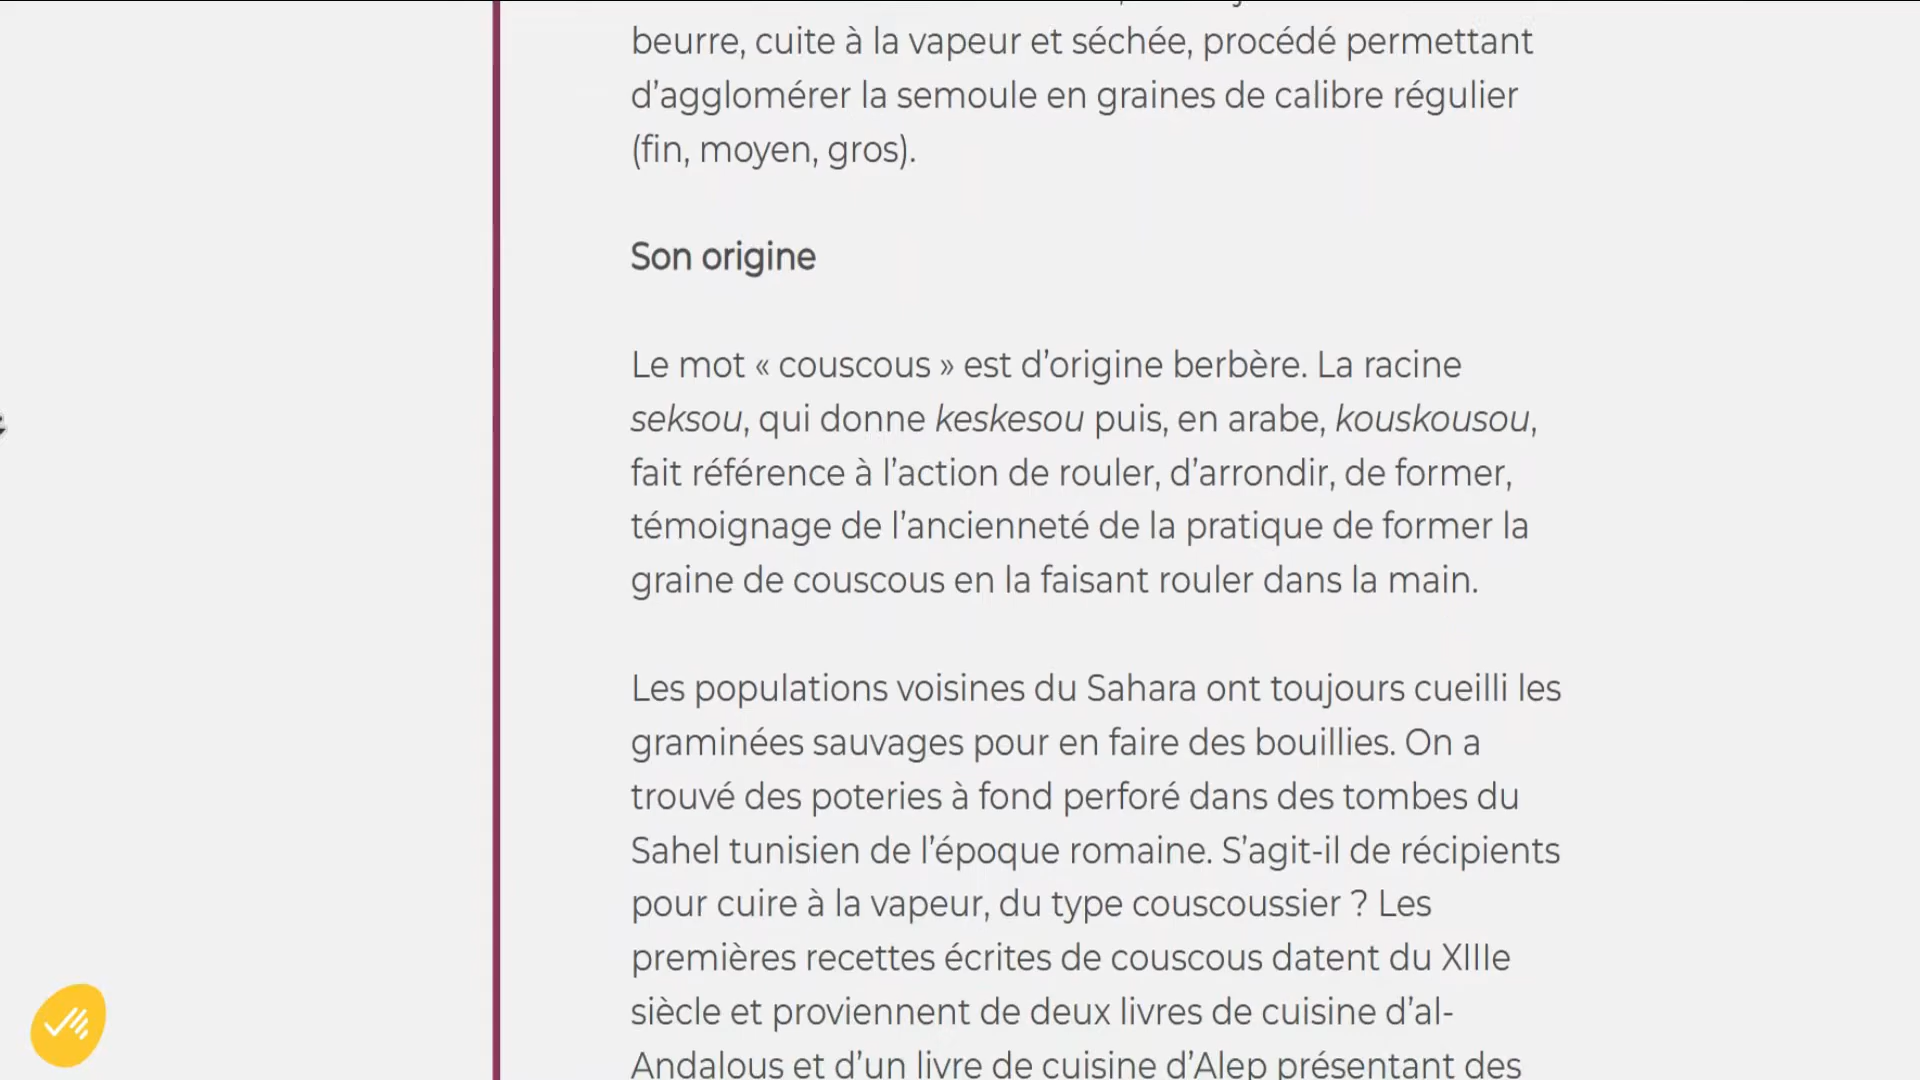 beurre, cuite à la vapeur et séchée, procédé permettant
d’agglomérer la semoule en graines de calibre régulier
(fin, moyen, gros).
Son origine
Le mot « couscous » est d’origine berbère. La racine
seksou, qui donne keskesou puis, en arabe, kouskousou,
fait référence à l’action de rouler, d’arrondir, de former,
témoignage de l’ancienneté de la pratique de former la
graine de couscous en la faisant rouler dans la main.
Les populations voisines du Sahara ont toujours cueilli les
graminées sauvages pour en faire des bouillies. On a
trouvé des poteries à fond perforé dans des tombes du
Sahel tunisien de l’époque romaine. S’agit-il de récipients
pour cuire à la vapeur, du type couscoussier ? Les
premières recettes écrites de couscous datent du XIIIe
siècle et proviennent de deux livres de cuisine d’al-
Andalous et d’un livre de cuisine d’Alep présentant des